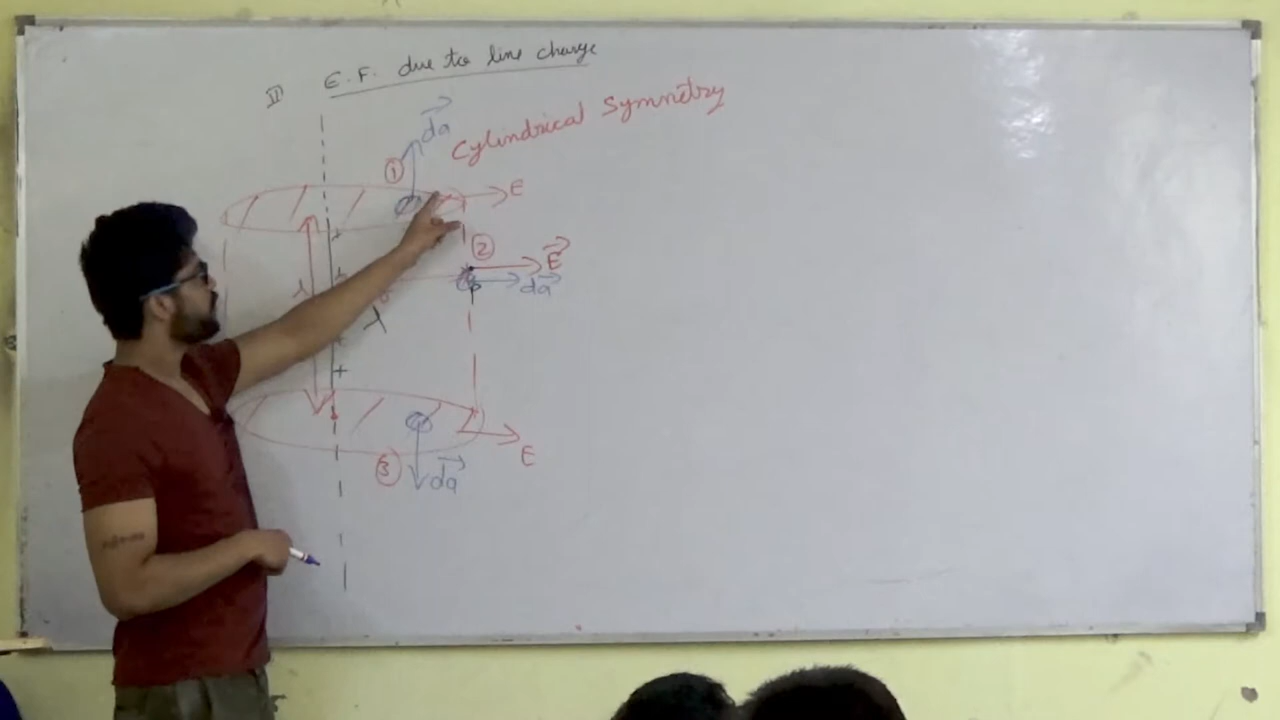 II E.F. due to line charge
Cylindrical Symmetry
da
① E
② E
da
λ
λ
+
+
③ da
E